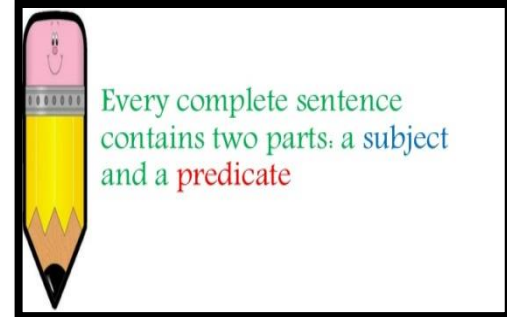 Every complete sentence
contains two parts: a subject
and a predicate